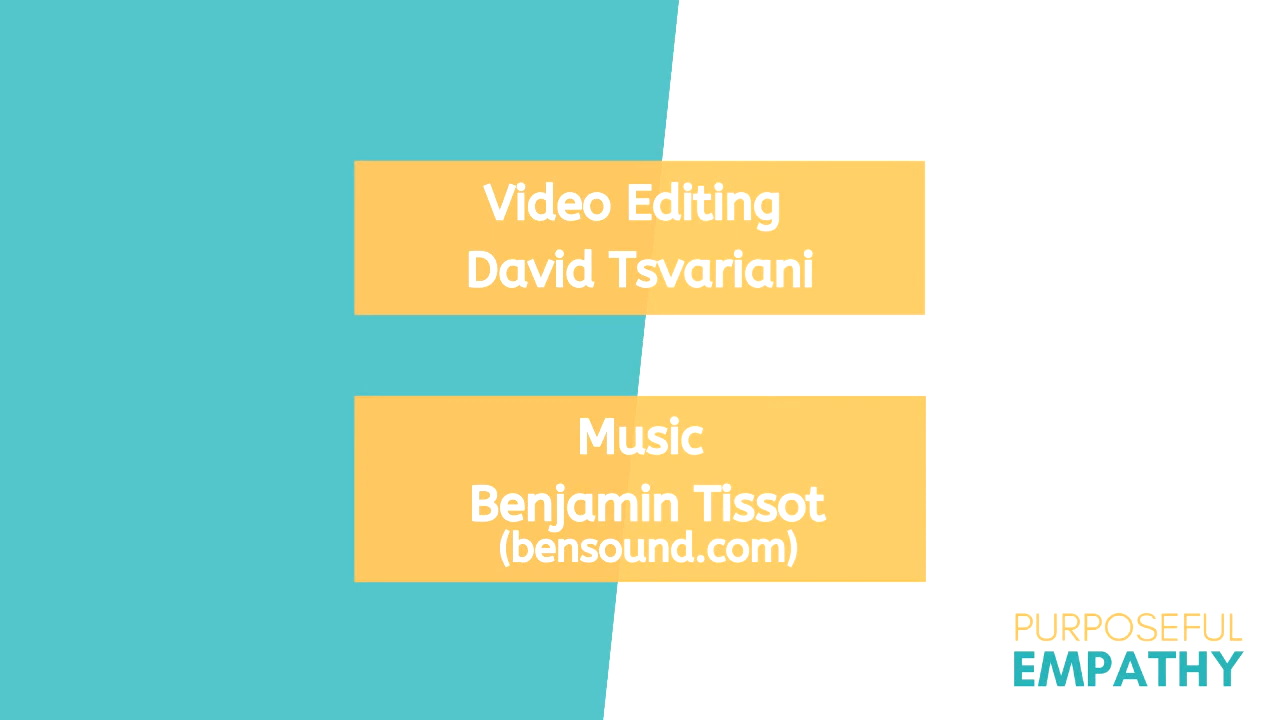 Video Editing
David Tsvariani
Music
Benjamin Tissot
(bensound.com)
PURPOSEFUL
EMPATHY